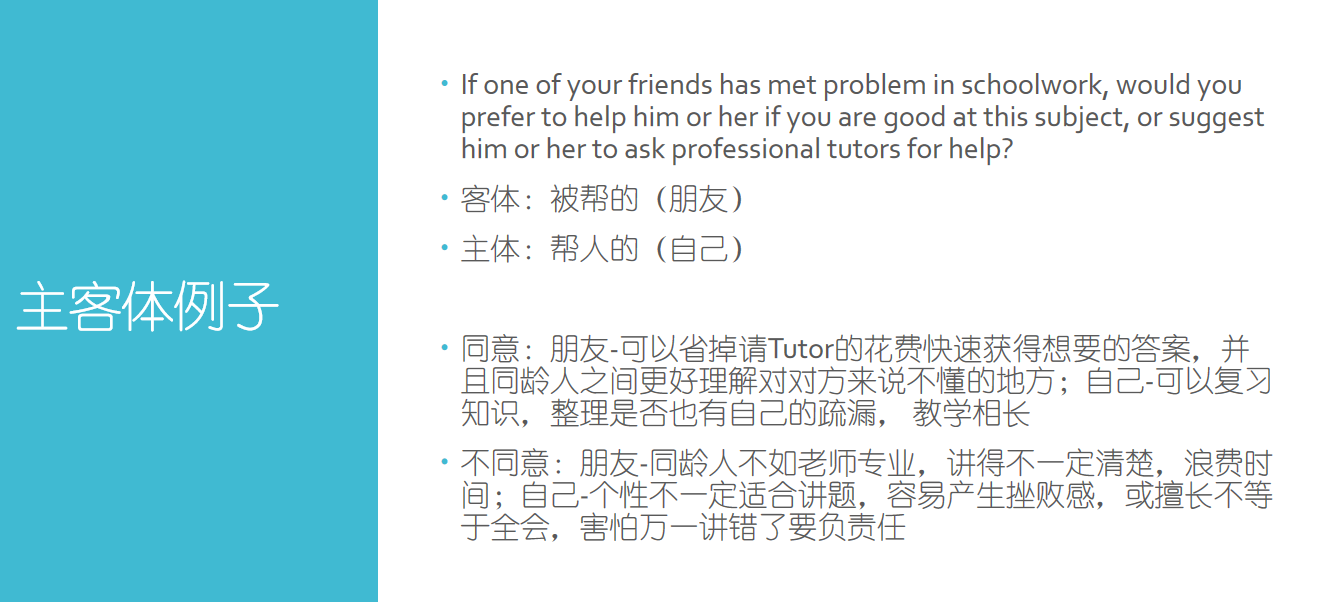 主客体例子
If one of your friends has met problem in schoolwork, would you
prefer to help him or her if you are good at this subject, or suggest
him or her to ask professional tutors for help?
客体：被帮的（朋友）
主体：帮人的（自己）
同意：朋友-可以省掉请Tutor的花费快速获得想要的答案，并
且同龄人之间更好理解对对方来说不懂的地方；自己-可以复习
知识，整理是否也有自己的疏漏， 教学相长
不同意：朋友-同龄人不如老师专业，讲得不一定清楚，浪费时
间；自己-个性不一定适合讲题，容易产生挫败感，或擅长不等
于全会，害怕万一讲错了要负责任